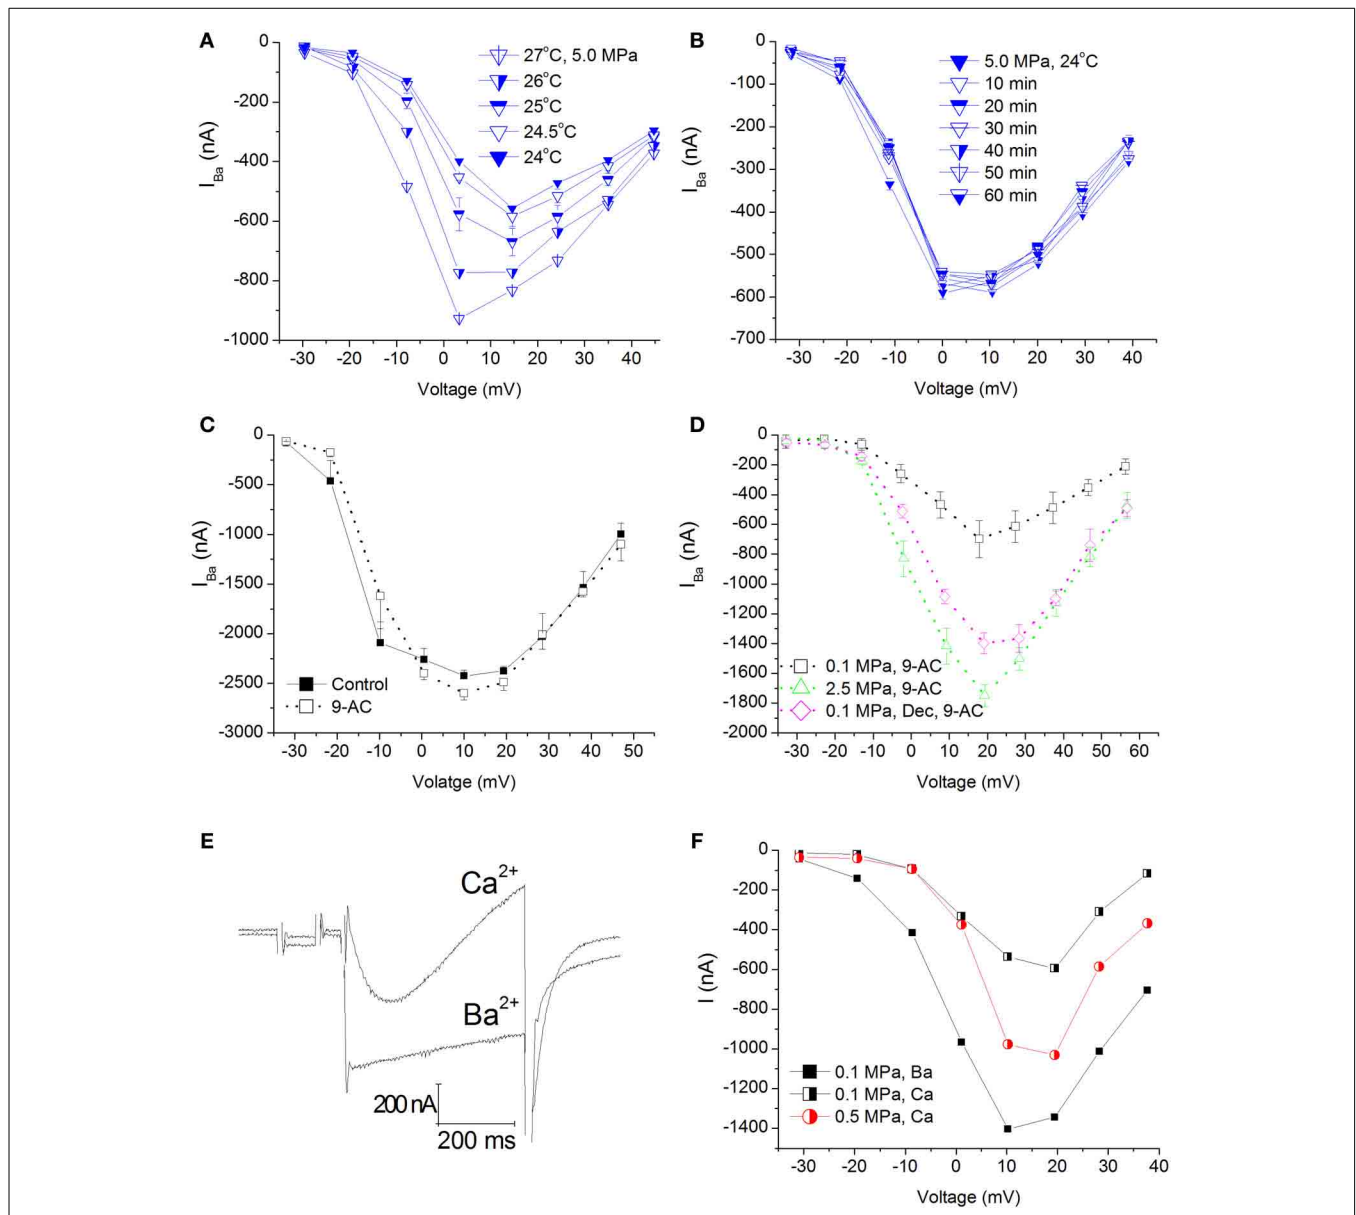 A
0
-200
-400
-600
-800
-1000
I_Ba (nA)
-30 -20 -10 0 10 20 30 40
Voltage (mV)
27°C, 5.0 MPa
26°C
25°C
24.5°C
24°C
B
0
-100
-200
-300
-400
-500
-600
-700
I_Ba (nA)
-30 -20 -10 0 10 20 30 40
Voltage (mV)
5.0 MPa, 24°C
10 min
20 min
30 min
40 min
50 min
60 min
C
0
-500
-1000
-1500
-2000
-2500
-3000
I_Ba (nA)
-30 -20 -10 0 10 20 30 40 50
Volatge (mV)
Control
9-AC
D
0
-200
-400
-600
-800
-1000
-1200
-1400
-1600
-1800
-2000
I_Ba (nA)
-30 -20 -10 0 10 20 30 40 50 60
Voltage (mV)
0.1 MPa, 9-AC
2.5 MPa, 9-AC
0.1 MPa, Dec, 9-AC
E
Ca²⁺
Ba²⁺
200 nA
200 ms
F
0
-200
-400
-600
-800
-1000
-1200
-1400
I (nA)
-30 -20 -10 0 10 20 30 40
Voltage (mV)
0.1 MPa, Ba
0.1 MPa, Ca
0.5 MPa, Ca